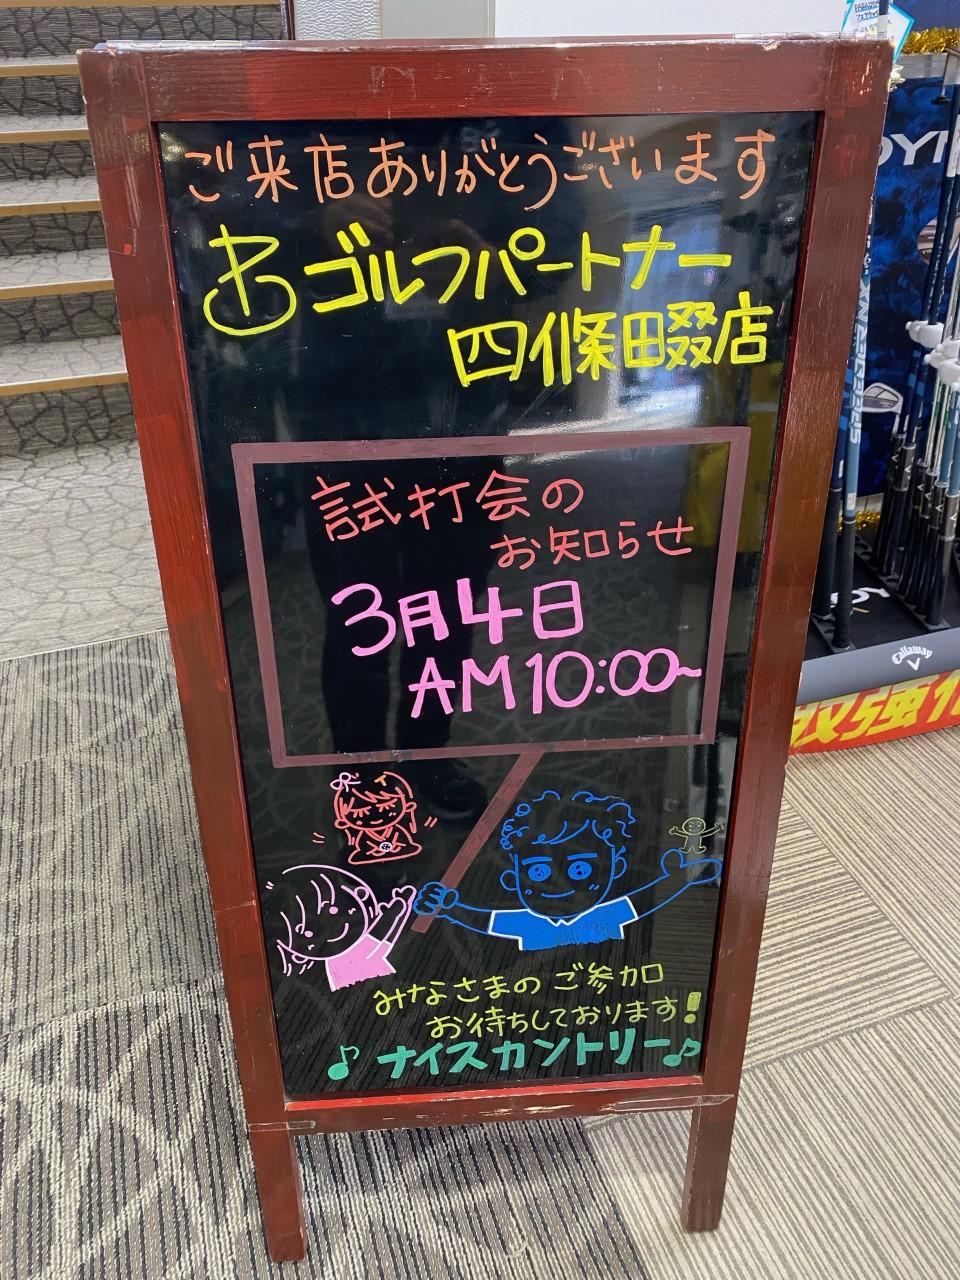 ご来店ありがとうございます
ゴルフパートナー
四條田畷店
試打会の
お知らせ
3月4日
AM10:00~
みなさまのご参加
お待ちしております!
♪ナイスカントリー♪
Callaway